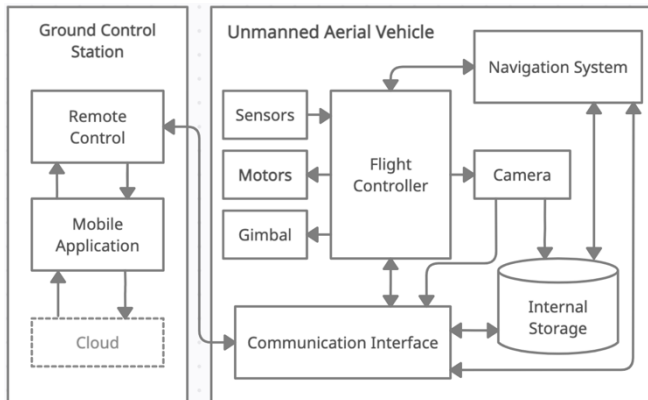 Ground Control
Station
Unmanned Aerial Vehicle
Remote
Control
Mobile
Application
Cloud
Sensors
Motors
Gimbal
Flight
Controller
Navigation System
Camera
Internal
Storage
Communication Interface